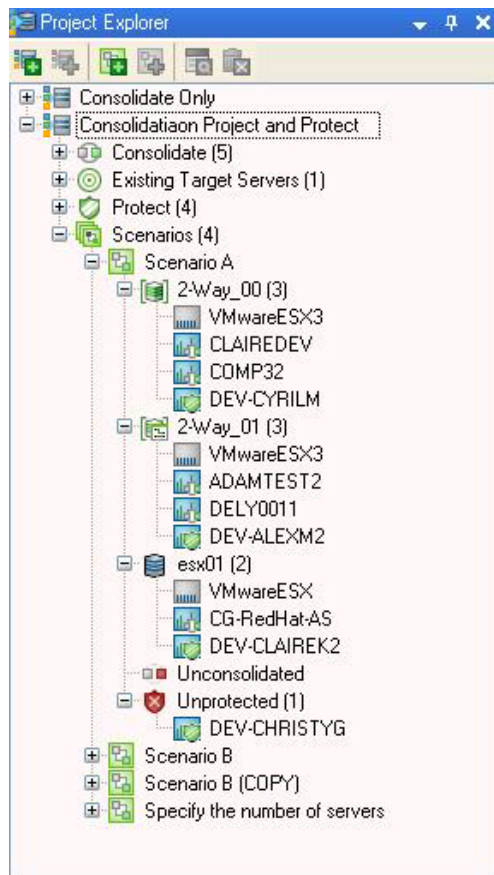 Project Explorer
Consolidate Only
Consolidatiaon Project and Protect
Consolidate (5)
Existing Target Servers (1)
Protect (4)
Scenarios (4)
Scenario A
2-Way_00 (3)
VMwareESX3
CLAIREDEV
COMP32
DEV-CYRILM
2-Way_01 (3)
VMwareESX3
ADAMTEST2
DELY0011
DEV-ALEXM2
esx01 (2)
VMwareESX
CG-RedHat-AS
DEV-CLAIREK2
Unconsolidated
Unprotected (1)
DEV-CHRISTYG
Scenario B
Scenario B (COPY)
Specify the number of servers